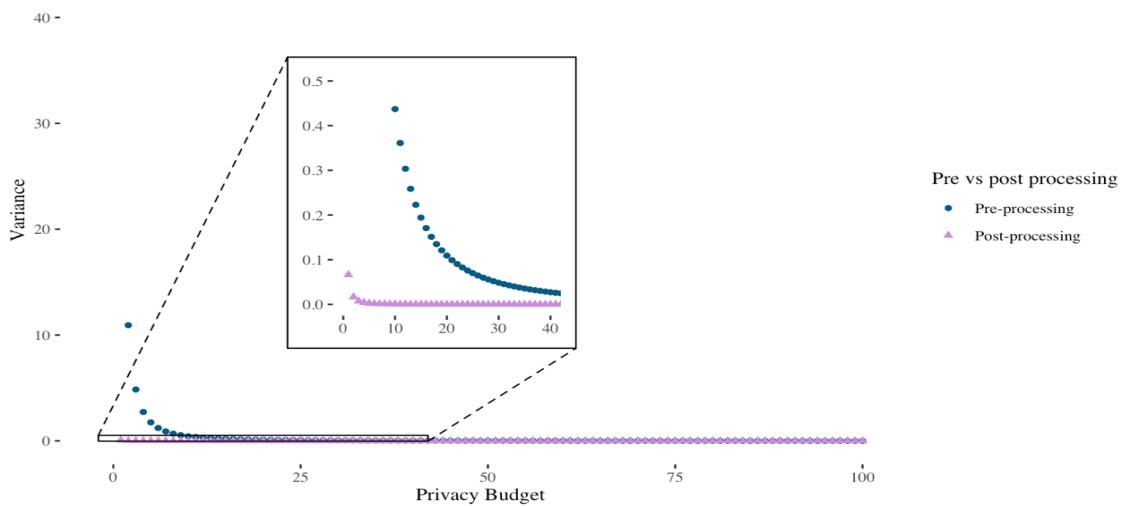 40
30
20
10
0
Variance
0.5
0.4
0.3
0.2
0.1
0.0
0 10 20 30 40
0 25 50 75 100
Privacy Budget
Pre vs post processing
Pre-processing
Post-processing